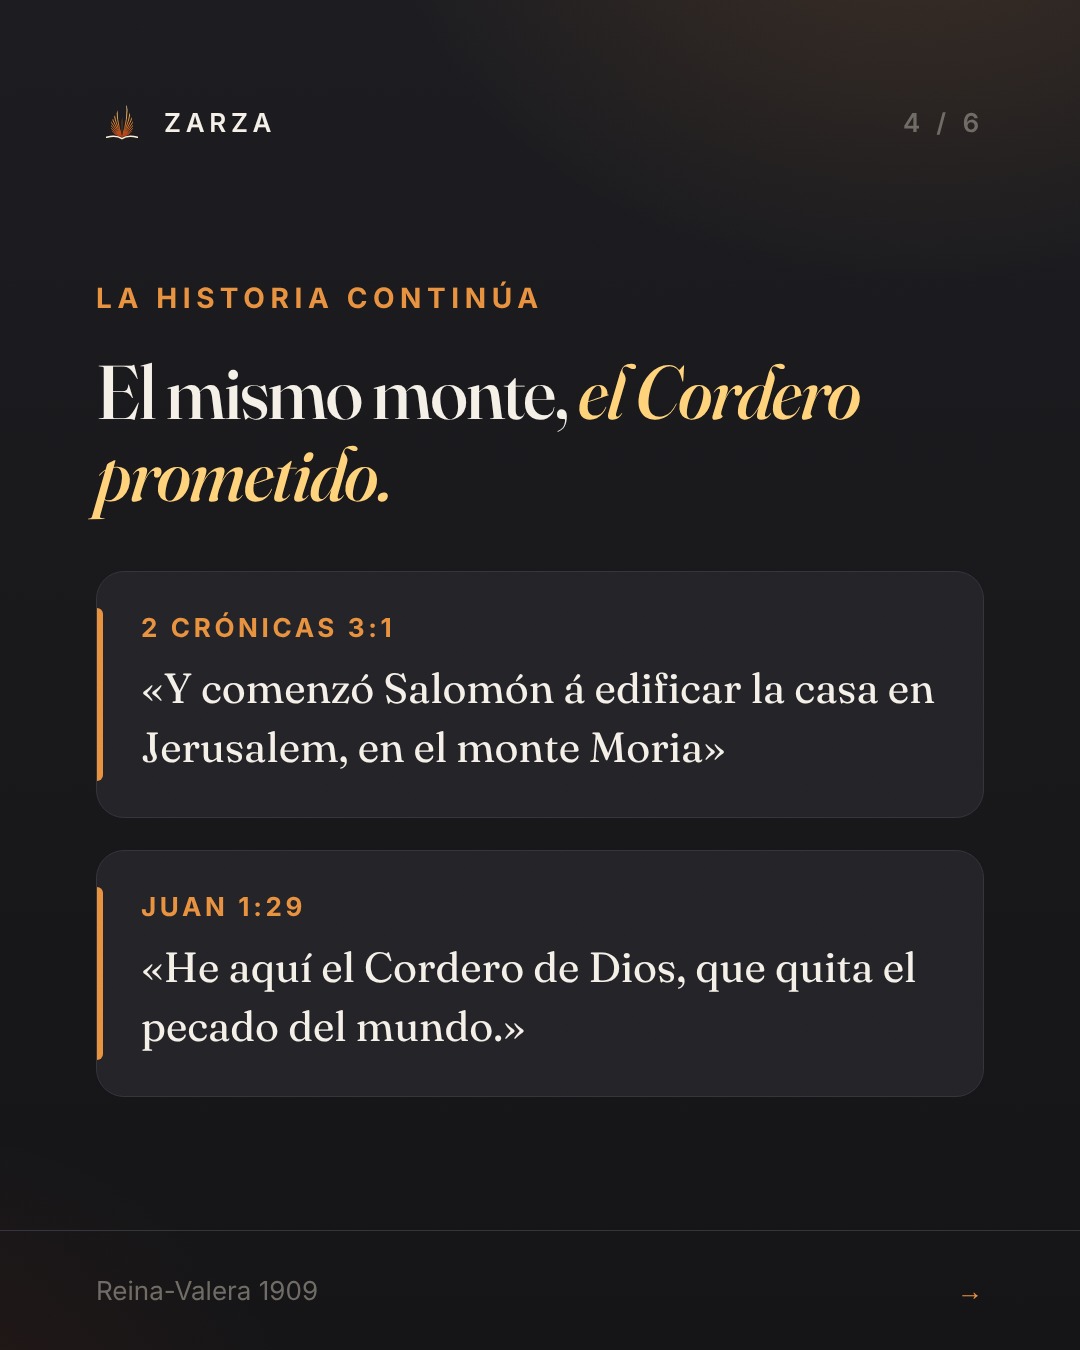 ZARZA
4 / 6
LA HISTORIA CONTINÚA
El mismo monte, el Cordero
prometido.
2 CRÓNICAS 3:1
«Y comenzó Salomón á edificar la casa en
Jerusalem, en el monte Moria»
JUAN 1:29
«He aquí el Cordero de Dios, que quita el
pecado del mundo.»
Reina-Valera 1909
→